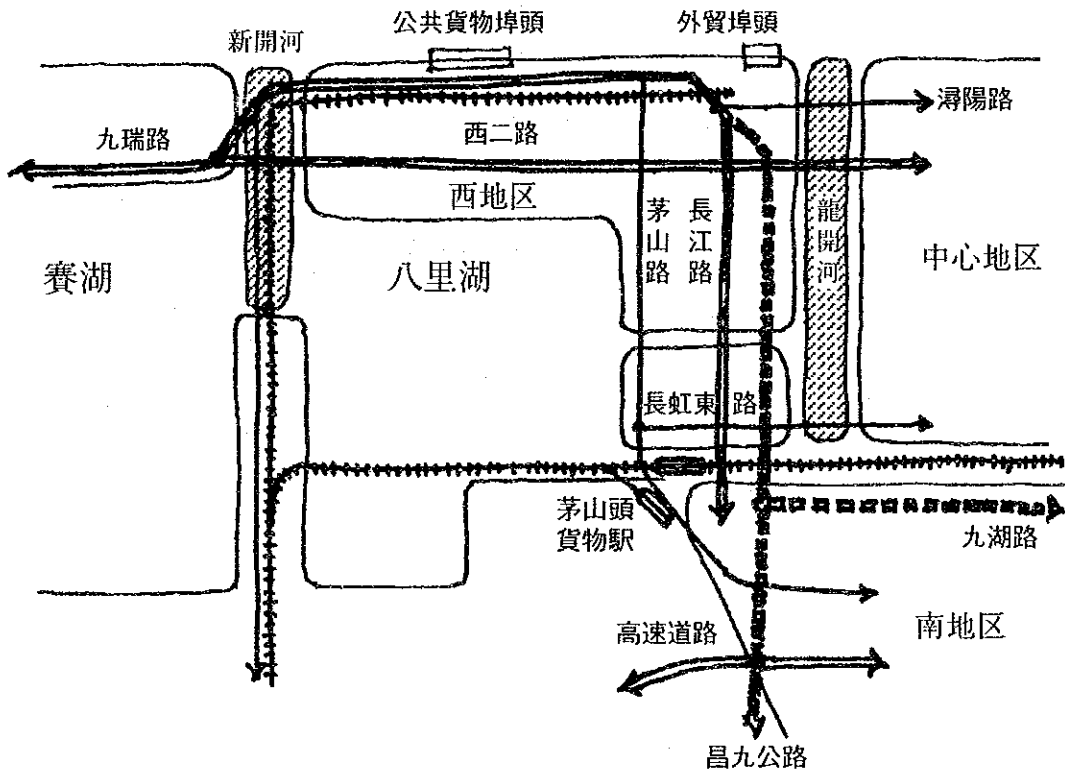 公共貨物埠頭
外貿埠頭
新開河
潯陽路
九瑞路
西二路
西地区
茅山路
長江路
龍開河
中心地区
賽湖
八里湖
長虹東路
茅山頭
貨物駅
九湖路
南地区
高速道路
昌九公路